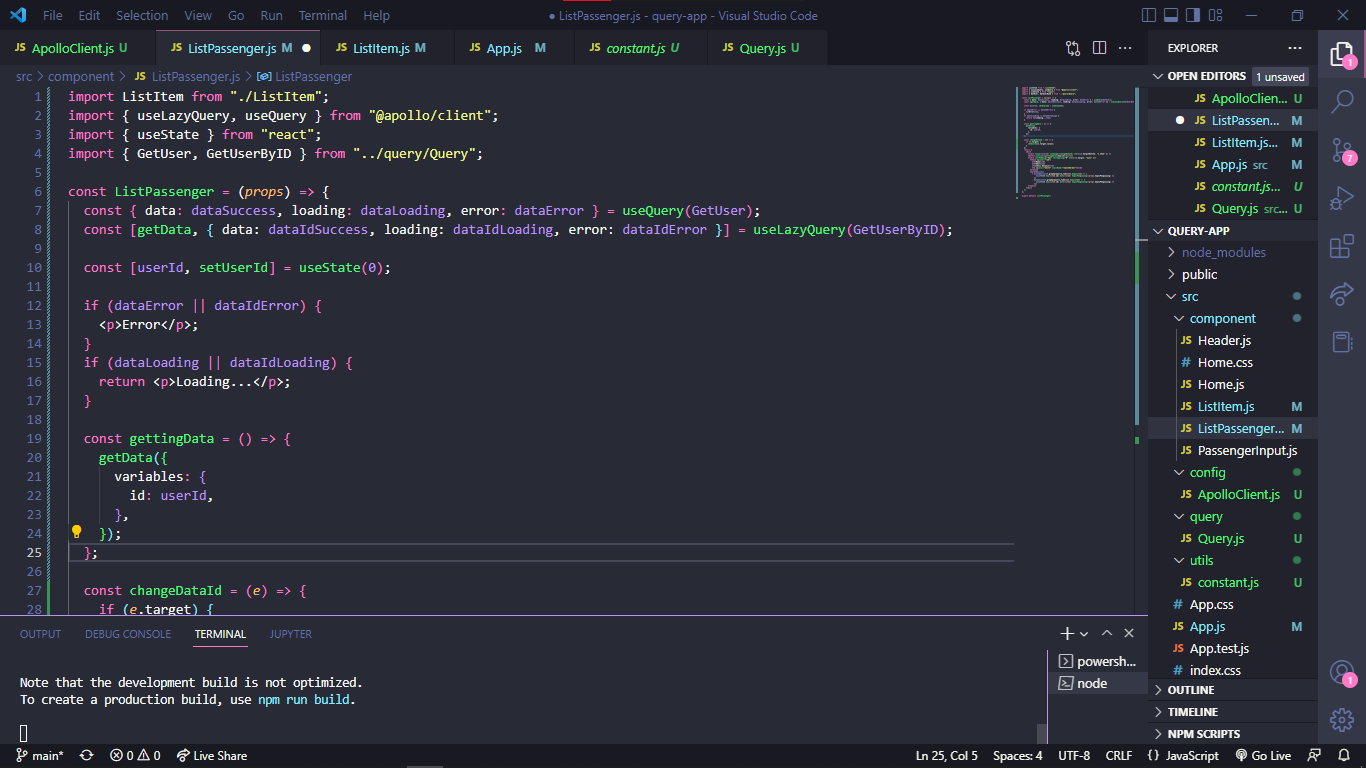 File Edit Selection View Go Run Terminal Help ● ListPassenger.js - query-app - Visual Studio Code
JS ApolloClient.js U JS ListPassenger.js M ● JS ListItem.js M JS App.js M JS constant.js U JS Query.js U
src > component > JS ListPassenger.js > ListPassenger
1 import ListItem from "./ListItem";
2 import { useLazyQuery, useQuery } from "@apollo/client";
3 import { useState } from "react";
4 import { GetUser, GetUserByID } from "../query/Query";
5
6 const ListPassenger = (props) => {
7 const { data: dataSuccess, loading: dataLoading, error: dataError } = useQuery(GetUser);
8 const [getData, { data: dataIdSuccess, loading: dataIdLoading, error: dataIdError }] = useLazyQuery(GetUserByID);
9
10 const [userId, setUserId] = useState(0);
11
12 if (dataError || dataIdError) {
13 <p>Error</p>;
14 }
15 if (dataLoading || dataIdLoading) {
16 return <p>Loading...</p>;
17 }
18
19 const gettingData = () => {
20 getData({
21 variables: {
22 id: userId,
23 },
24 });
25 };
26
27 const changeDataId = (e) => {
28 if (e.target) {
OUTPUT DEBUG CONSOLE TERMINAL JUPYTER
Note that the development build is not optimized.
To create a production build, use npm run build.
powersh...
node
EXPLORER ...
OPEN EDITORS 1 unsaved
JS ApolloClien... U
● JS ListPassen... M
JS ListItem.js... M
JS App.js src M
JS constant.js... U
JS Query.js src... U
QUERY-APP
node_modules
public
src
component
JS Header.js
# Home.css
JS Home.js
JS ListItem.js M
JS ListPassenger... M
JS PassengerInput.js
config
JS ApolloClient.js U
query
JS Query.js U
utils
JS constant.js U
# App.css
JS App.js M
JS App.test.js
# index.css
OUTLINE
TIMELINE
NPM SCRIPTS
1
7
1
main* 0 0 Live Share Ln 25, Col 5 Spaces: 4 UTF-8 CRLF {} JavaScript Go Live